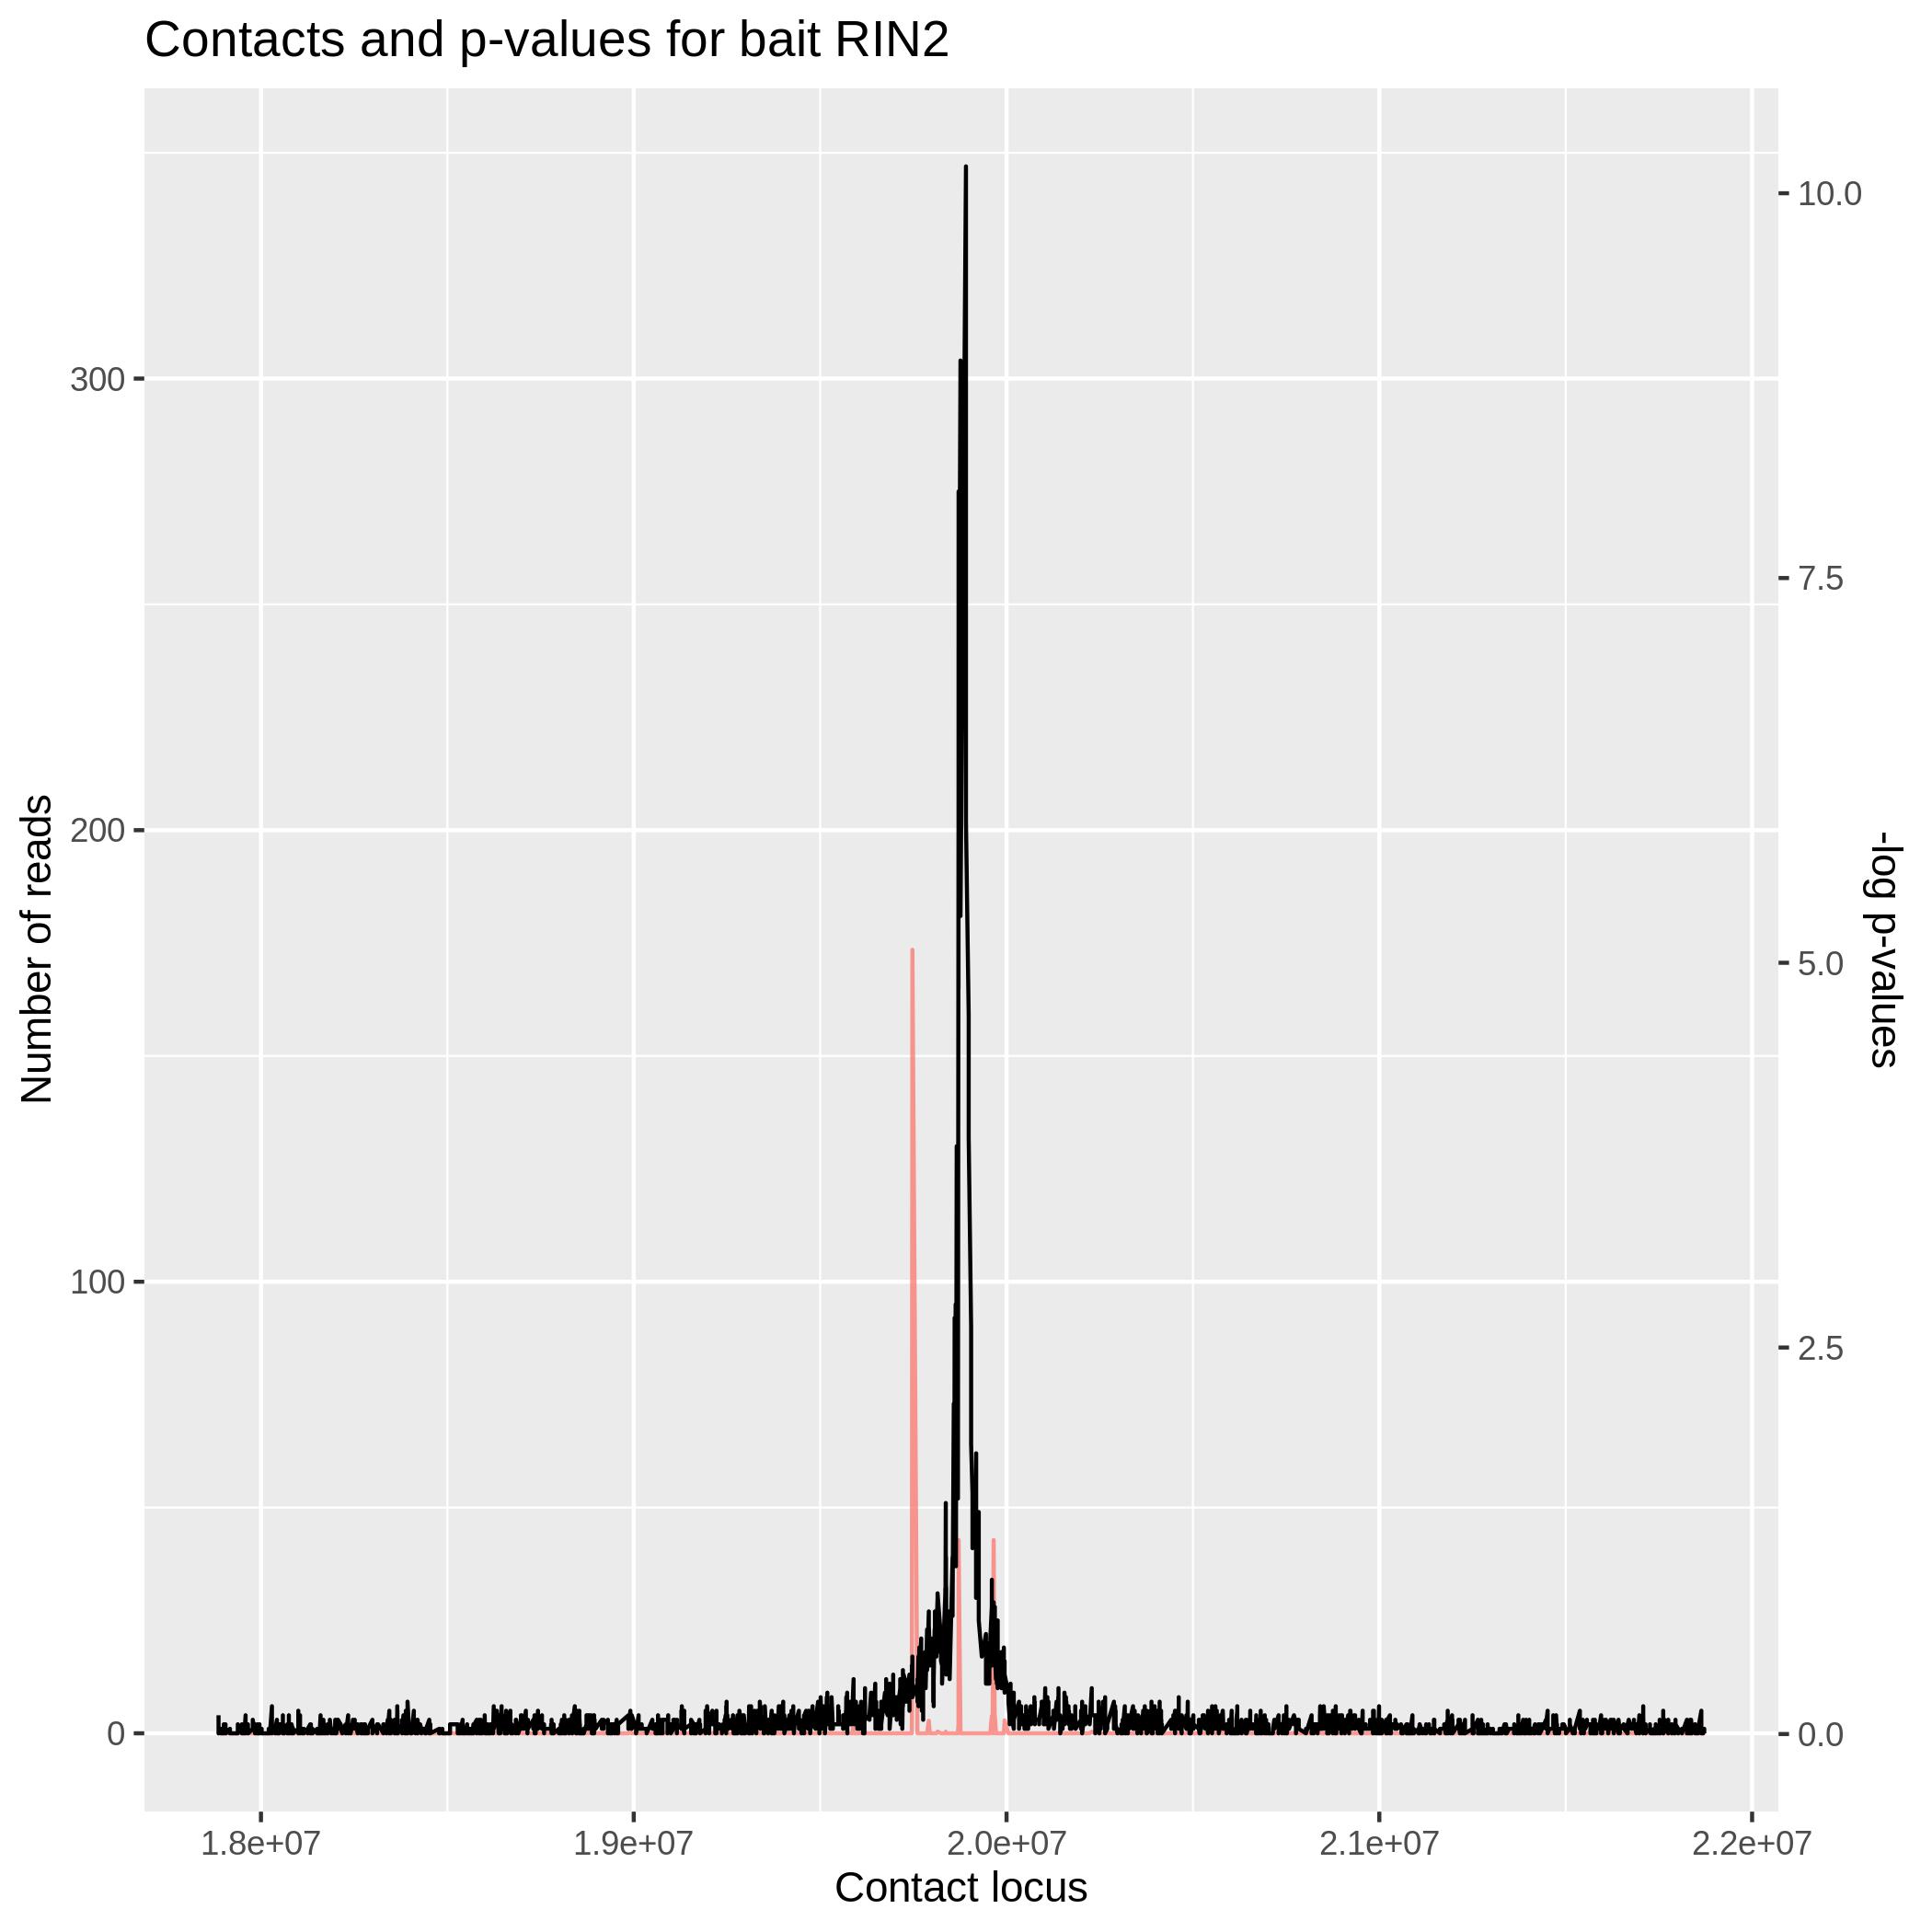 Contacts and p-values for bait RIN2
Number of reads
300
200
100
0
10.0
7.5
5.0
2.5
0.0
-log p-values
1.8e+07 1.9e+07 2.0e+07 2.1e+07 2.2e+07
Contact locus